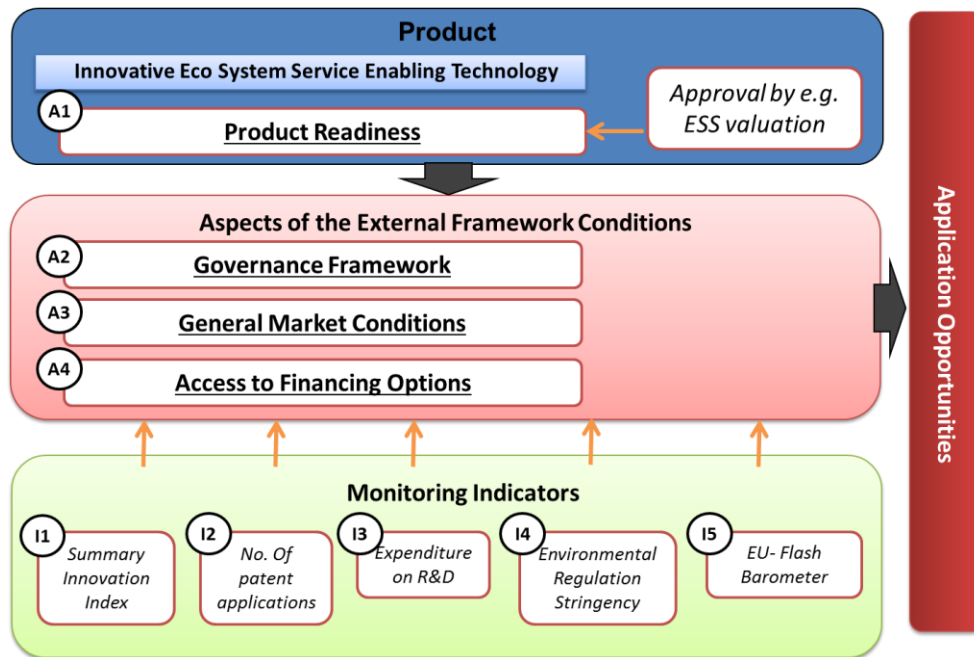 Product
Innovative Eco System Service Enabling Technology
A1
Product Readiness
Approval by e.g.
ESS valuation
Aspects of the External Framework Conditions
A2
Governance Framework
A3
General Market Conditions
A4
Access to Financing Options
Application Opportunities
Monitoring Indicators
I1
Summary
Innovation
Index
I2
No. Of
patent
applications
I3
Expenditure
on R&D
I4
Environmental
Regulation
Stringency
I5
EU- Flash
Barometer